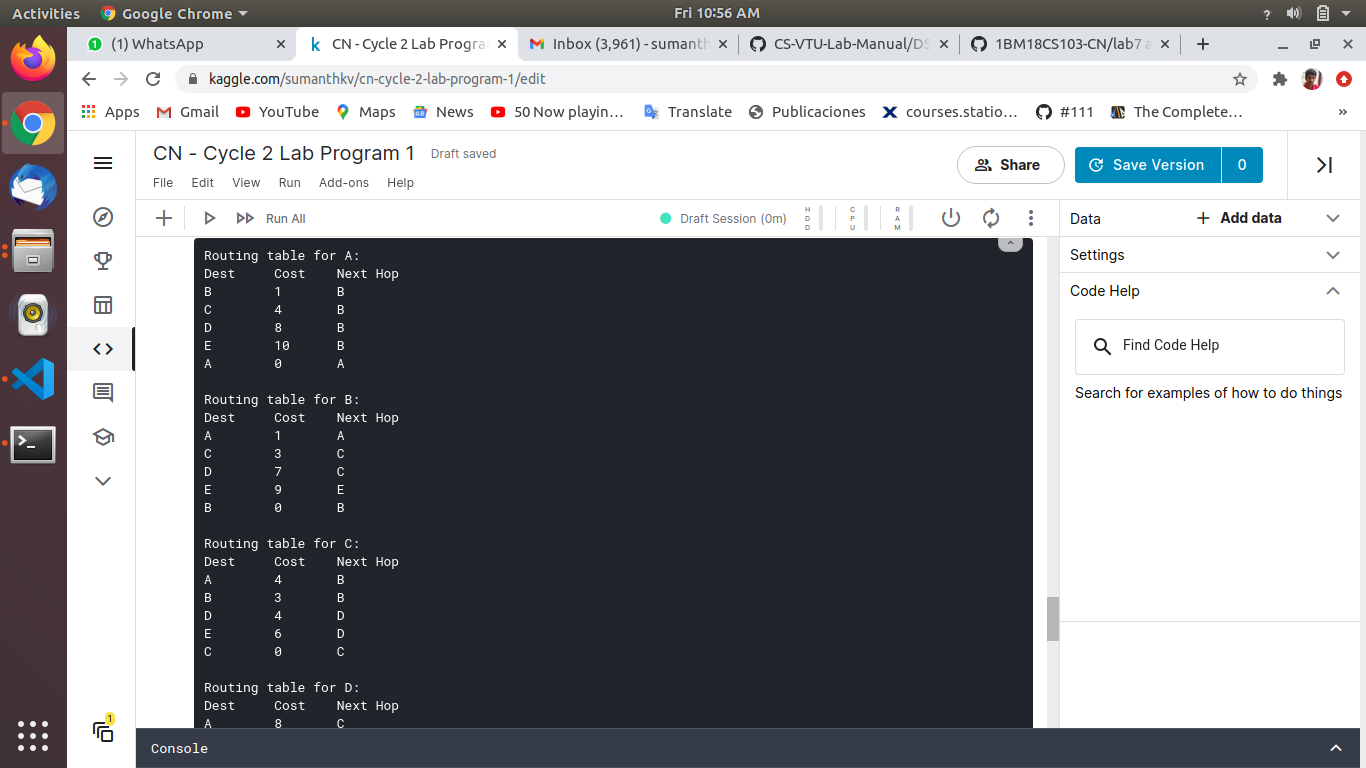 Activities Google Chrome Fri 10:56 AM ?
(1) WhatsApp CN - Cycle 2 Lab Progra Inbox (3,961) - sumanth CS-VTU-Lab-Manual/DS 1BM18CS103-CN/lab7 a
kaggle.com/sumanthkv/cn-cycle-2-lab-program-1/edit
Apps Gmail YouTube Maps News 50 Now playin… Translate Publicaciones courses.statio… #111 The Complete… »
CN - Cycle 2 Lab Program 1 Draft saved
Share Save Version 0
File Edit View Run Add-ons Help
Run All Draft Session (0m) HDD CPU RAM
Data + Add data
Settings
Code Help
Find Code Help
Search for examples of how to do things
Routing table for A:
Dest Cost Next Hop
B 1 B
C 4 B
D 8 B
E 10 B
A 0 A
Routing table for B:
Dest Cost Next Hop
A 1 A
C 3 C
D 7 C
E 9 E
B 0 B
Routing table for C:
Dest Cost Next Hop
A 4 B
B 3 B
D 4 D
E 6 D
C 0 C
Routing table for D:
Dest Cost Next Hop
A 8 C
1
Console